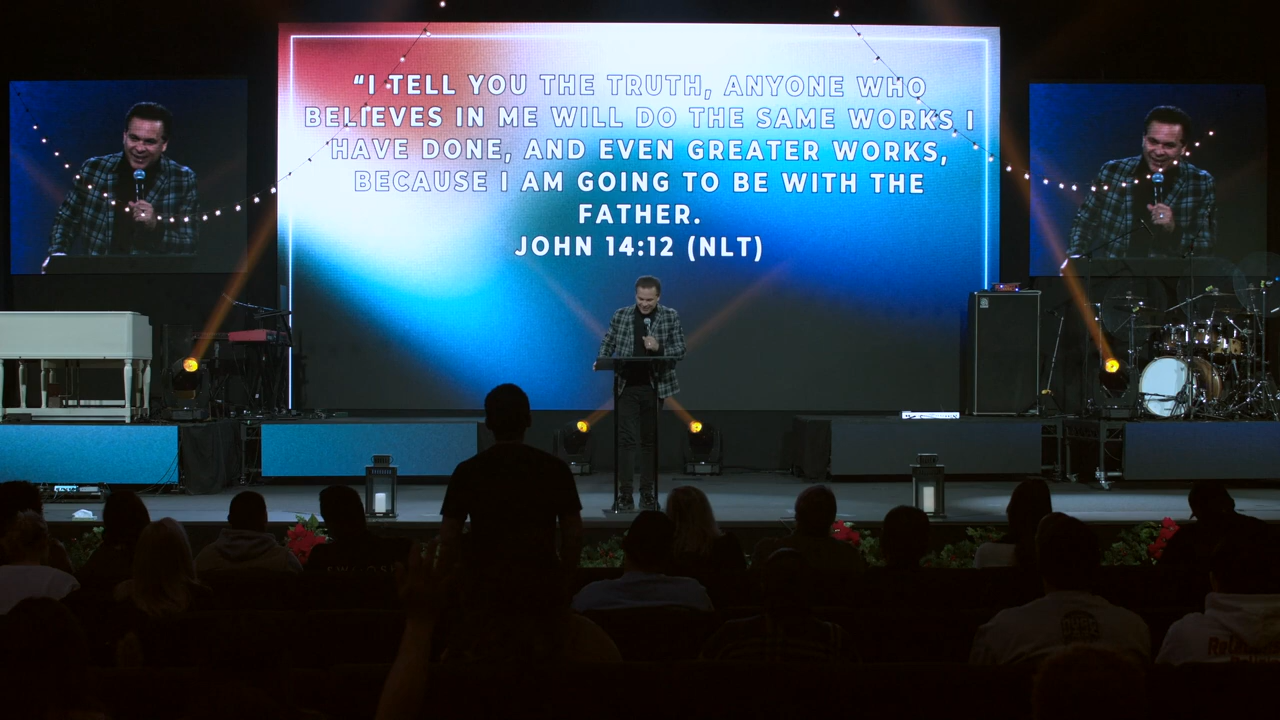 “I TELL YOU THE TRUTH, ANYONE WHO
BELIEVES IN ME WILL DO THE SAME WORKS I
HAVE DONE, AND EVEN GREATER WORKS,
BECAUSE I AM GOING TO BE WITH THE
FATHER.
JOHN 14:12 (NLT)